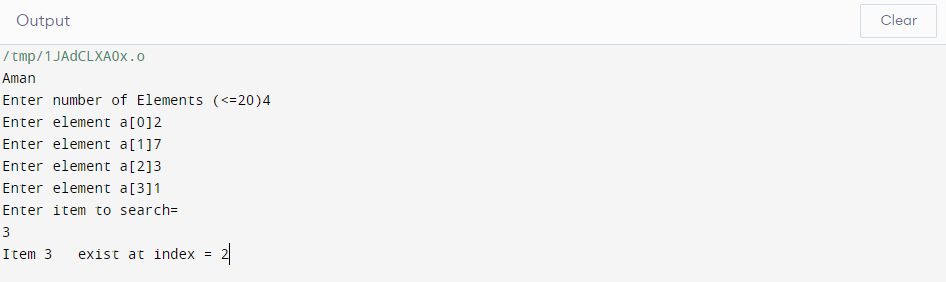 Output
Clear
/tmp/1JAdCLXA0x.o
Aman
Enter number of Elements (<=20)4
Enter element a[0]2
Enter element a[1]7
Enter element a[2]3
Enter element a[3]1
Enter item to search=
3
Item 3   exist at index = 2